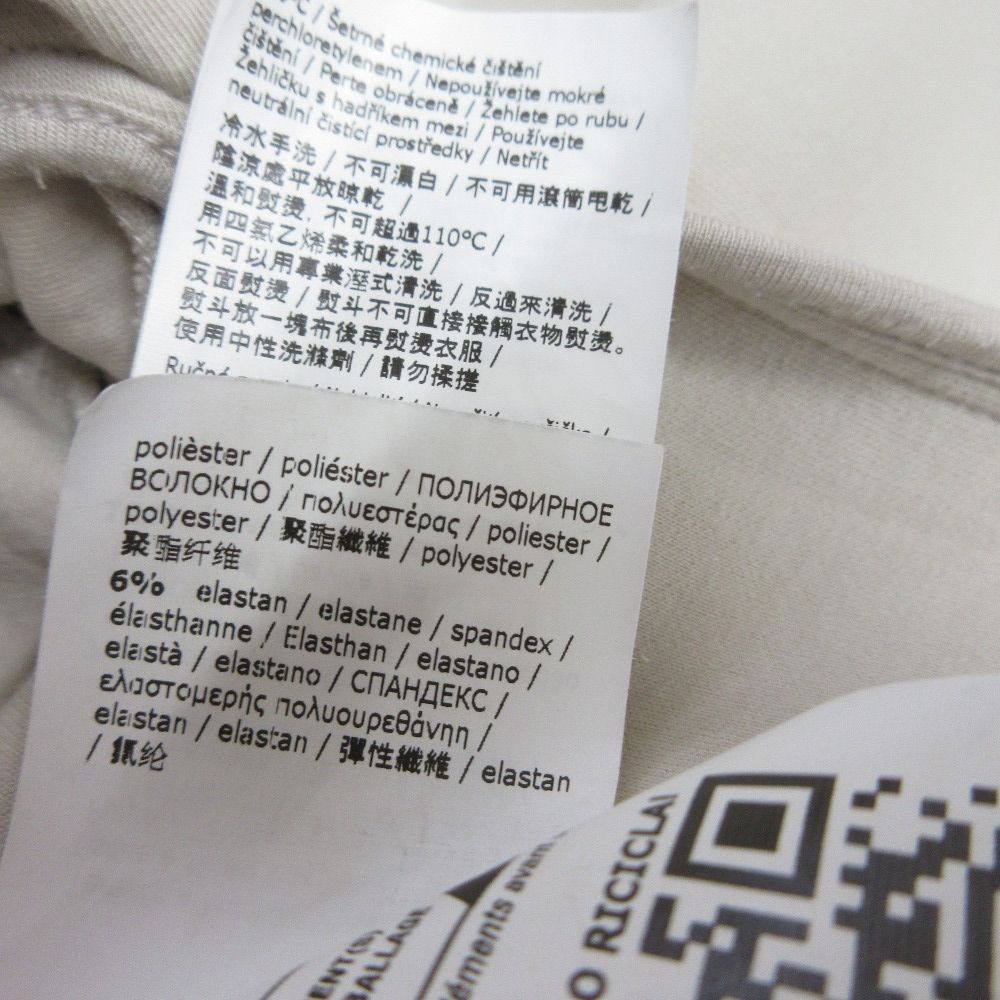 °C / Šetrné chemické čištění
perchloretylenem / Nepoužívejte mokré
čištění / Perte obráceně / Žehlete po rubu /
Žehličku s hadříkem mezi / Používejte
neutrální čisticí prostředky / Netřít
冷水手洗 / 不可漂白 / 不可用滾筒甩乾 /
陰涼處平放晾乾 /
溫和熨燙, 不可超過110°C /
用四氯乙烯柔和乾洗 /
不可以用專業溼式清洗 / 反過來清洗 /
反面熨燙 / 熨斗不可直接接觸衣物熨燙。
熨斗放一塊布後再熨燙衣服 /
使用中性洗滌劑 / 請勿揉搓
polièster / poliéster / ПОЛИЭФИРНОЕ
ВОЛОКНО / πολυεστέρας / poliester /
polyester / 聚酯纖維 / polyester /
聚酯纤维
6% elastan / elastane / spandex /
élasthanne / Elasthan / elastano /
elastà / elastano / СПАНДЕКС /
ελαστομερής πολυουρεθάνη /
elastan / elastan / 彈性纖維 / elastan
/ 氨纶
O RICICLA
ENT(S)
BALLAGE
éments avan